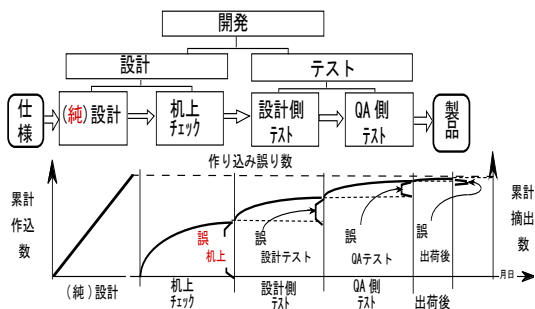 開発
設計
テスト
仕様
(純)設計
机上
チェック
設計側
テスト
QA側
テスト
製品
作り込み誤り数
累計
作込
数
累計
摘出
数
誤
机上
誤
設計テスト
誤
QAテスト
誤
出荷後
月日
(純)設計
机上
チェック
設計側
テスト
QA側
テスト
出荷後